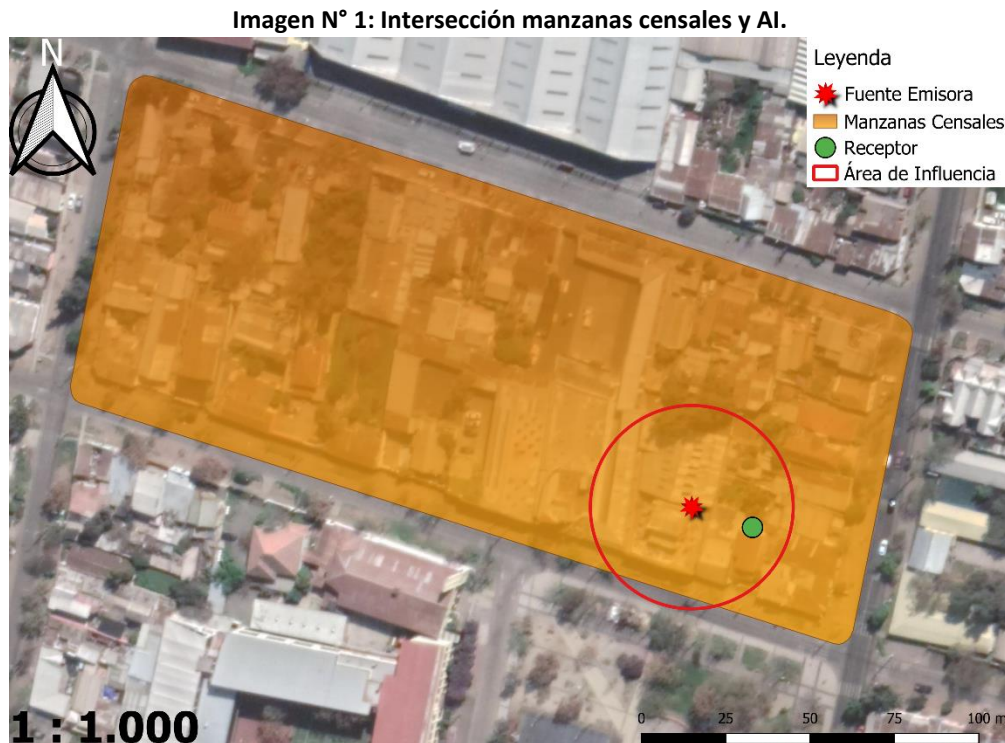 Imagen N° 1: Intersección manzanas censales y AI.
N
Leyenda
Fuente Emisora
Manzanas Censales
Receptor
Área de Influencia
1 : 1.000
0 25 50 75 100 m